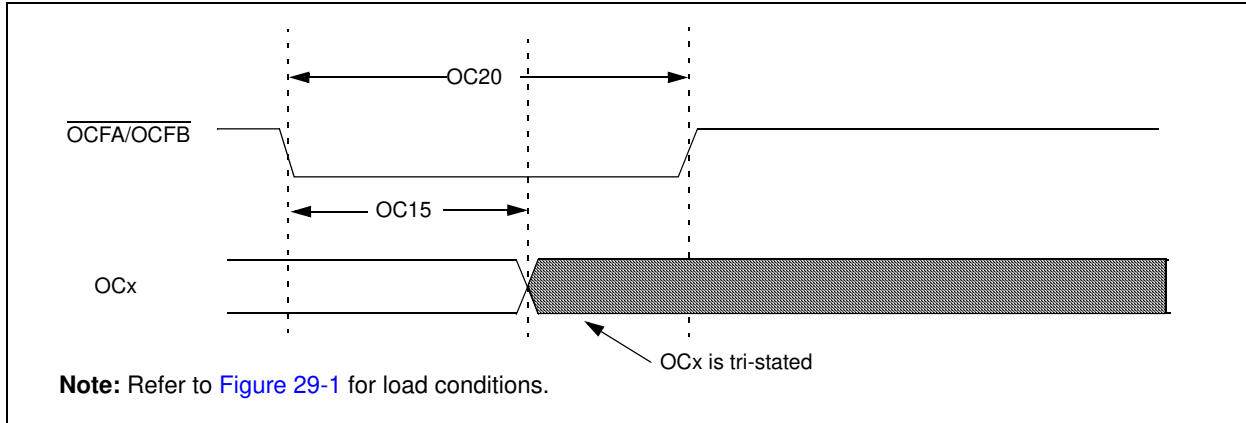 OC20
OCFA/OCFB
OC15
OCx
OCx is tri-stated
Note: Refer to Figure 29-1 for load conditions.